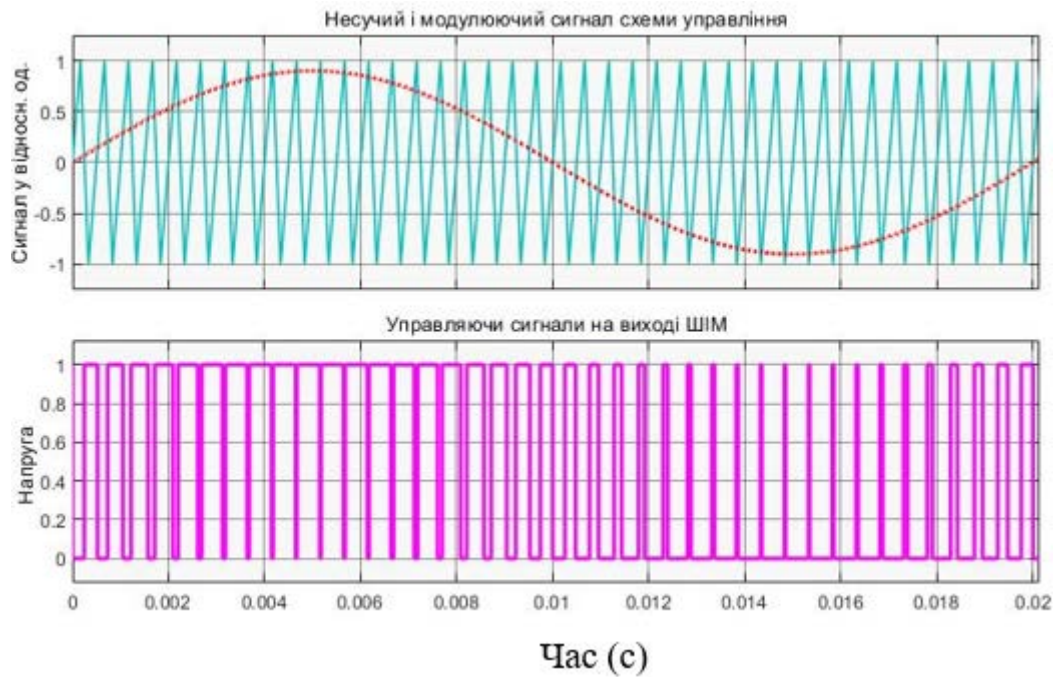 Несучий і модулюючий сигнал схеми управління
Сигнал у відносн. од.
1
0.5
0
-0.5
-1
Управляючи сигнали на виході ШІМ
Напруга
1
0.8
0.6
0.4
0.2
0
0 0.002 0.004 0.006 0.008 0.01 0.012 0.014 0.016 0.018 0.02
Час (с)